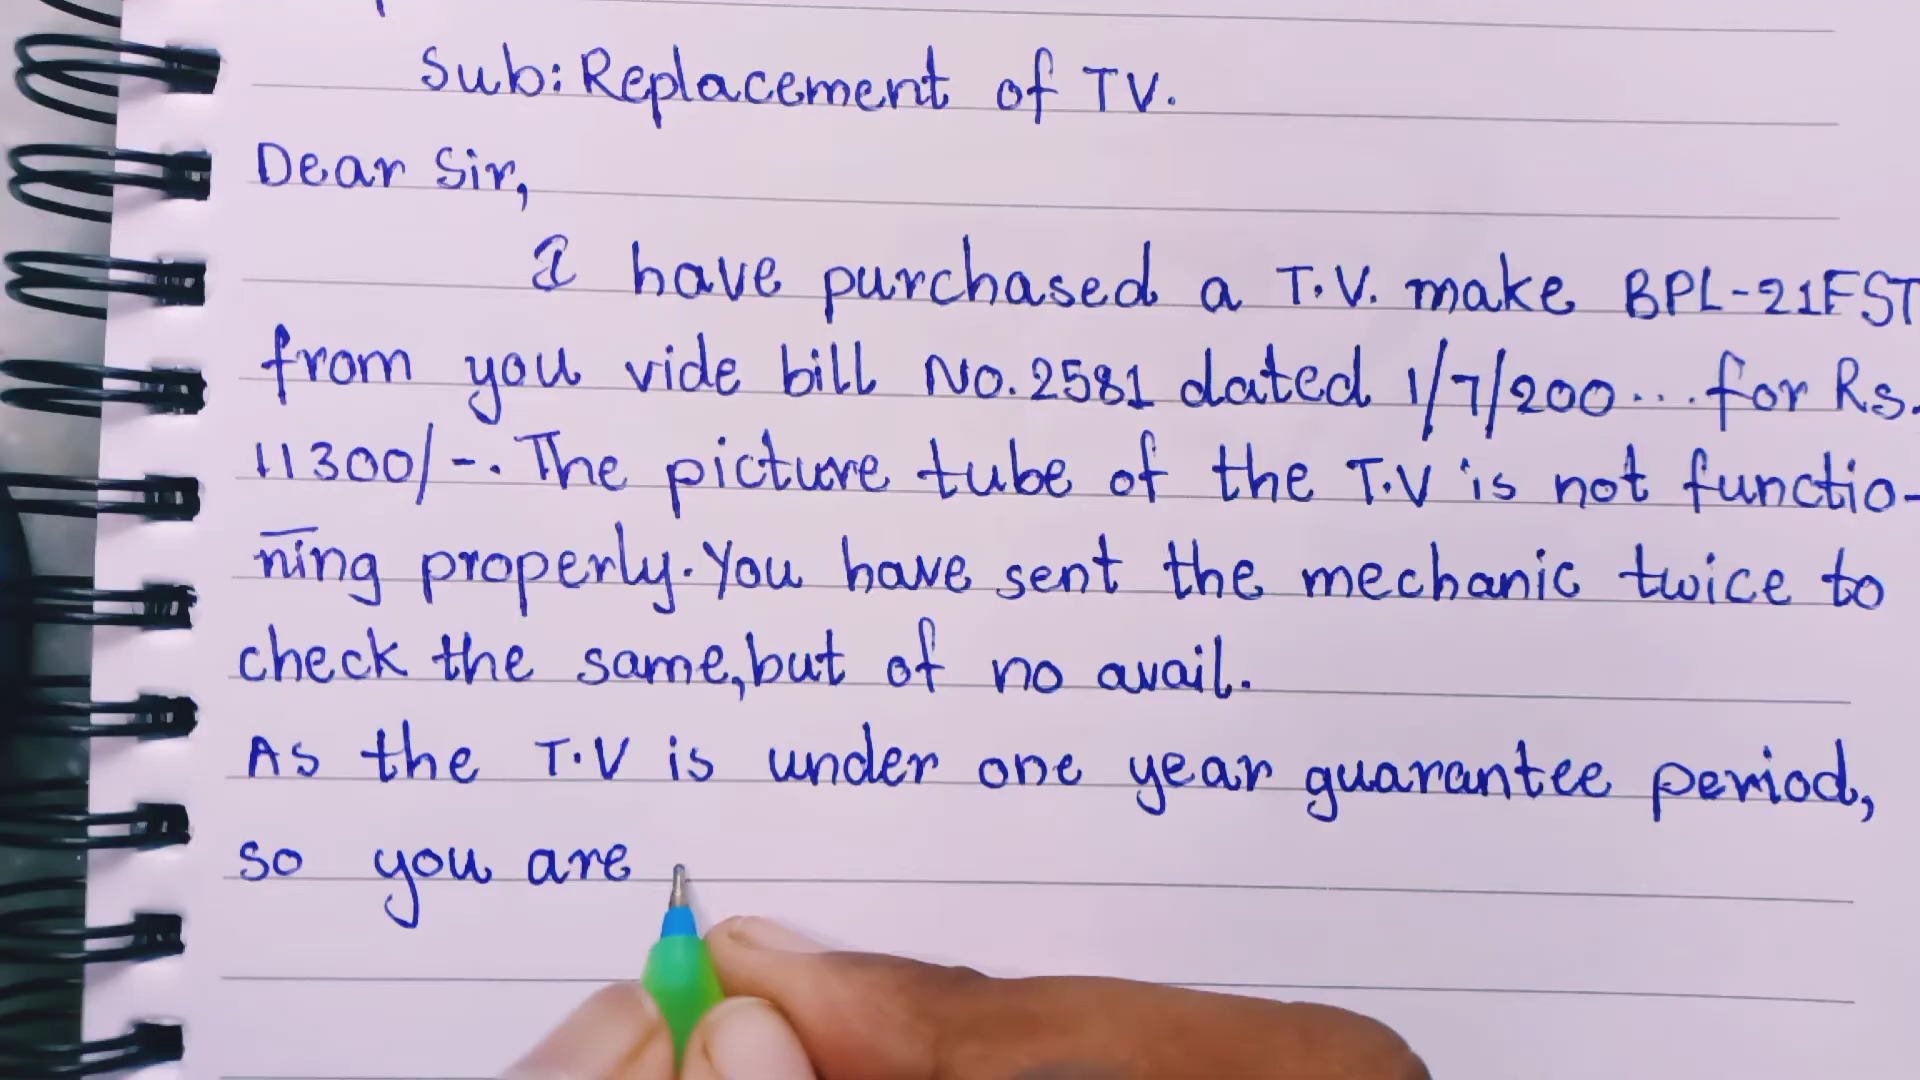 Sub: Replacement of TV.
Dear Sir,
I have purchased a T.V. make BPL-21FST
from you vide bill No.2581 dated 1/7/200... for Rs.
11300/-. The picture tube of the T.V is not functio-
ning properly. You have sent the mechanic twice to
check the same, but of no avail.
As the T.V is under one year guarantee period,
so you are